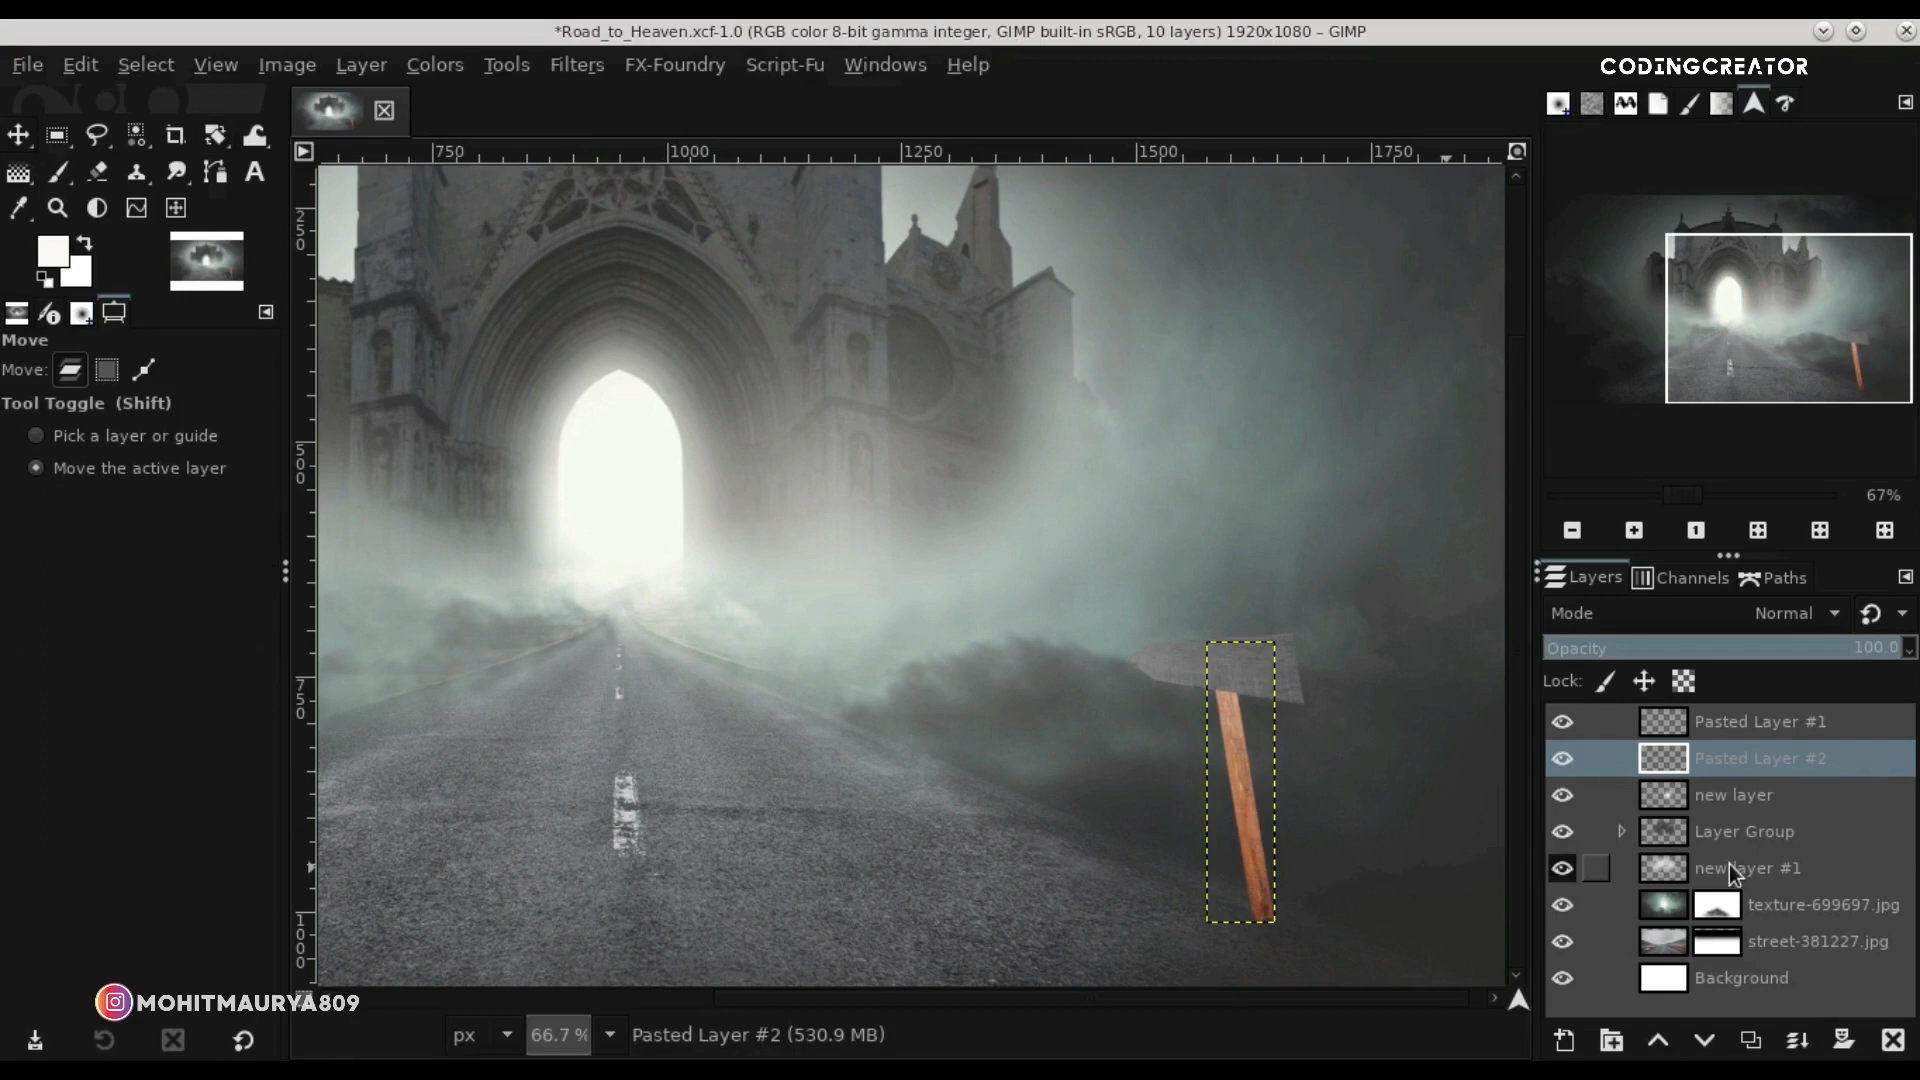 *Road_to_Heaven.xcf-1.0 (RGB color 8-bit gamma integer, GIMP built-in sRGB, 10 layers) 1920x1080 – GIMP
File Edit Select View Image Layer Colors Tools Filters FX-Foundry Script-Fu Windows Help
CODINGCREATOR
750 1000 1250 1500 1750
250
500
750
1000
Move
Move:
Tool Toggle (Shift)
Pick a layer or guide
Move the active layer
67%
Layers Channels Paths
Mode Normal
Opacity 100.0
Lock:
Pasted Layer #1
Pasted Layer #2
new layer
Layer Group
new layer #1
texture-699697.jpg
street-381227.jpg
Background
MOHITMAURYA809
px 66.7 % Pasted Layer #2 (530.9 MB)